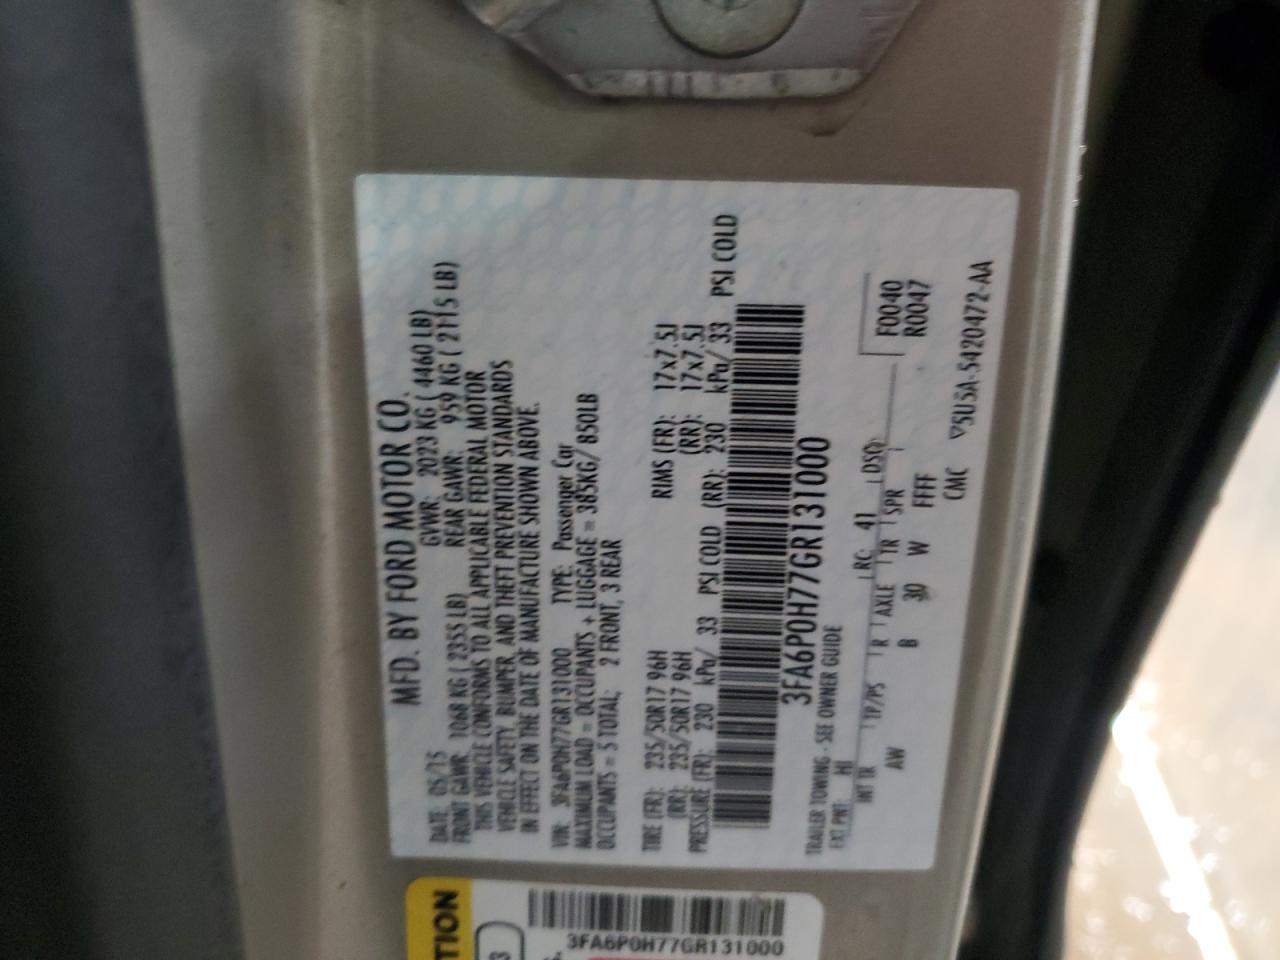 MFD. BY FORD MOTOR CO.
DATE: 05/15 GVWR: 2023 KG ( 4460 LB)
FRONT GAWR: 1068 KG ( 2355 LB) REAR GAWR: 959 KG ( 2115 LB)
THIS VEHICLE CONFORMS TO ALL APPLICABLE FEDERAL MOTOR
VEHICLE SAFETY, BUMPER, AND THEFT PREVENTION STANDARDS
IN EFFECT ON THE DATE OF MANUFACTURE SHOWN ABOVE.
VIN: 3FA6P0H77GR131000 TYPE: Passenger Car
MAXIMUM LOAD = OCCUPANTS + LUGGAGE = 385KG/ 850LB
OCCUPANTS = 5 TOTAL: 2 FRONT, 3 REAR
TIRE (FR): 235/50R17 96H RIMS (FR): 17x7.5J
(RR): 235/50R17 96H (RR): 17x7.5J
PRESSURE (FR): 230 kPa/ 33 PSI COLD (RR): 230 kPa/ 33 PSI COLD
3FA6P0H77GR131000
TRAILER TOWING - SEE OWNER GUIDE
EXT PNT: HI RC: 41 DSO: F0040
INT TR TP/PS R AXLE TR SPR R0047
AW B 30 W FFFF
CMC ▽5U5A-5420472-AA
TION
3FA6P0H77GR131000